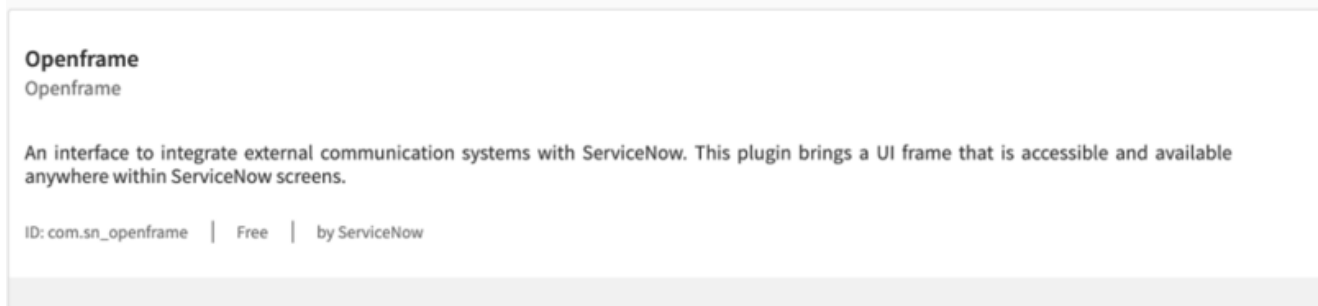 Openframe
Openframe
An interface to integrate external communication systems with ServiceNow. This plugin brings a UI frame that is accessible and available
anywhere within ServiceNow screens.
ID: com.sn_openframe | Free | by ServiceNow